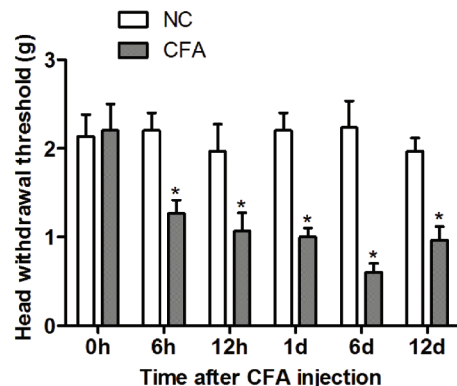 NC
CFA
Head withdrawal threshold (g)
3
2
1
0
*
*
*
*
*
0h 6h 12h 1d 6d 12d
Time after CFA injection